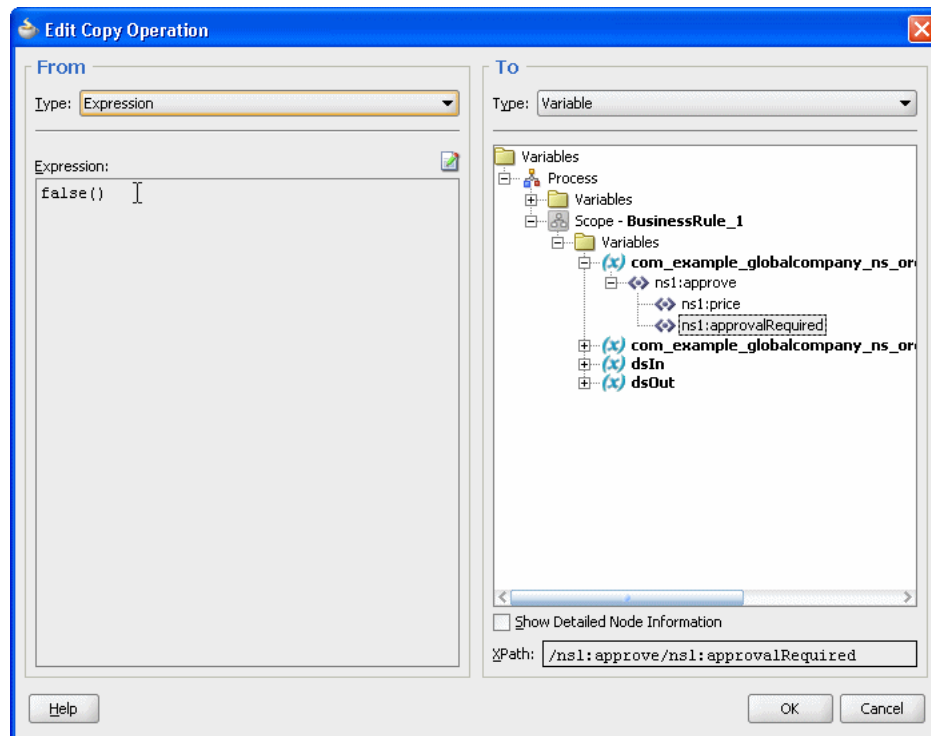 Edit Copy Operation
From
Type: Expression
Expression:
false()
To
Type: Variable
Variables
Process
Variables
Scope - BusinessRule_1
Variables
com_example_globalcompany_ns_or
ns1:approve
ns1:price
ns1:approvalRequired
com_example_globalcompany_ns_or
dsIn
dsOut
Show Detailed Node Information
XPath: /ns1:approve/ns1:approvalRequired
Help
OK
Cancel